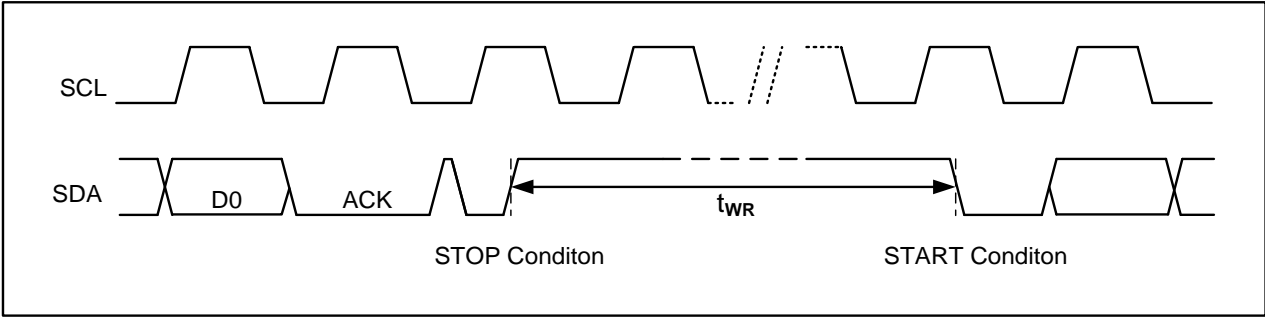 SCL
SDA
D0
ACK
tWR
STOP Conditon
START Conditon